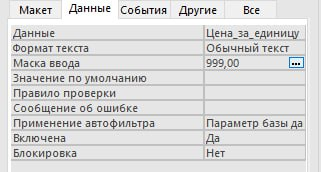 Макет Данные События Другие Все
Данные Цена_за_единицу
Формат текста Обычный текст
Маска ввода 999,00 ...
Значение по умолчанию
Правило проверки
Сообщение об ошибке
Применение автофильтра Параметр базы да
Включена Да
Блокировка Нет